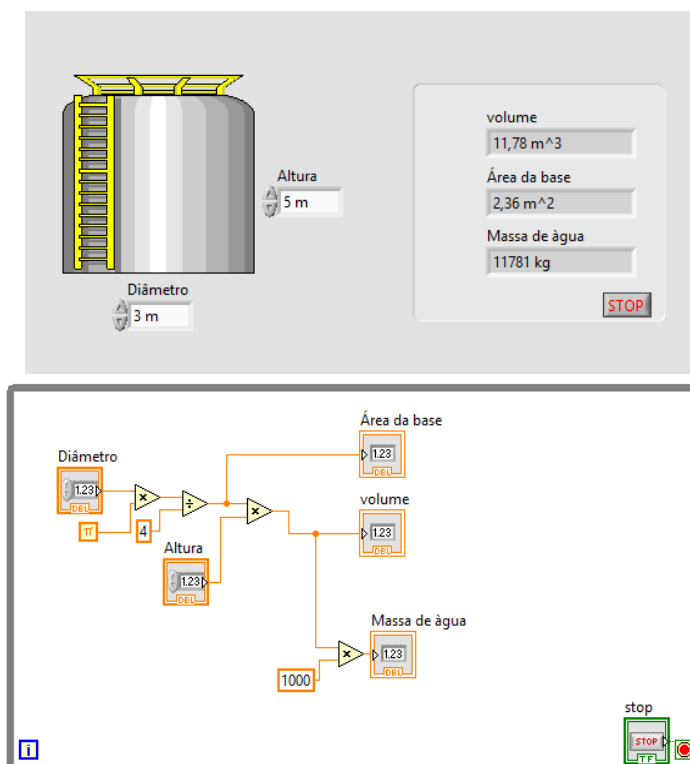 volume
11,78 m^3
Altura
5 m
Área da base
2,36 m^2
Massa de àgua
11781 kg
Diâmetro
3 m
STOP
Área da base
1.23
DBL
Diâmetro
1.23
DBL
volume
1.23
DBL
π
4
Altura
1.23
DBL
Massa de àgua
1.23
DBL
1000
stop
STOP
TF
i